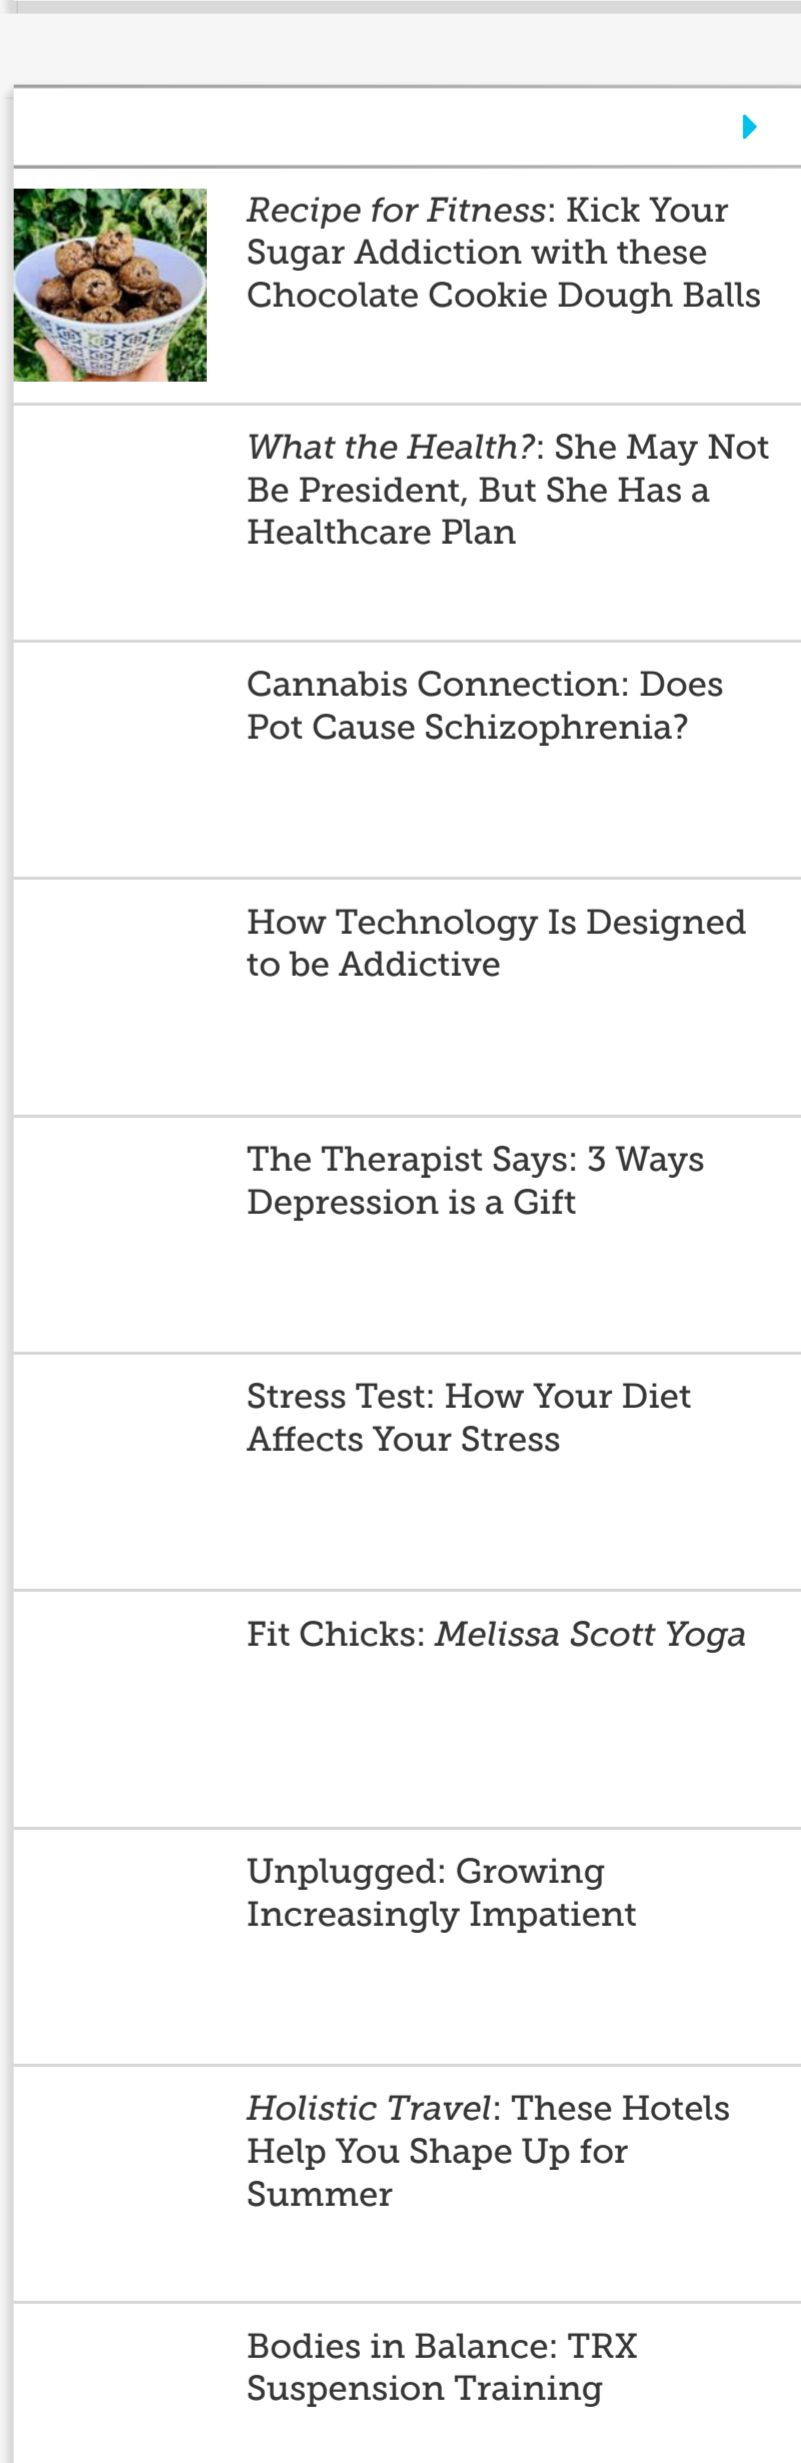 Recipe for Fitness: Kick Your
Sugar Addiction with these
Chocolate Cookie Dough Balls
What the Health?: She May Not
Be President, But She Has a
Healthcare Plan
Cannabis Connection: Does
Pot Cause Schizophrenia?
How Technology Is Designed
to be Addictive
The Therapist Says: 3 Ways
Depression is a Gift
Stress Test: How Your Diet
Affects Your Stress
Fit Chicks: Melissa Scott Yoga
Unplugged: Growing
Increasingly Impatient
Holistic Travel: These Hotels
Help You Shape Up for
Summer
Bodies in Balance: TRX
Suspension Training